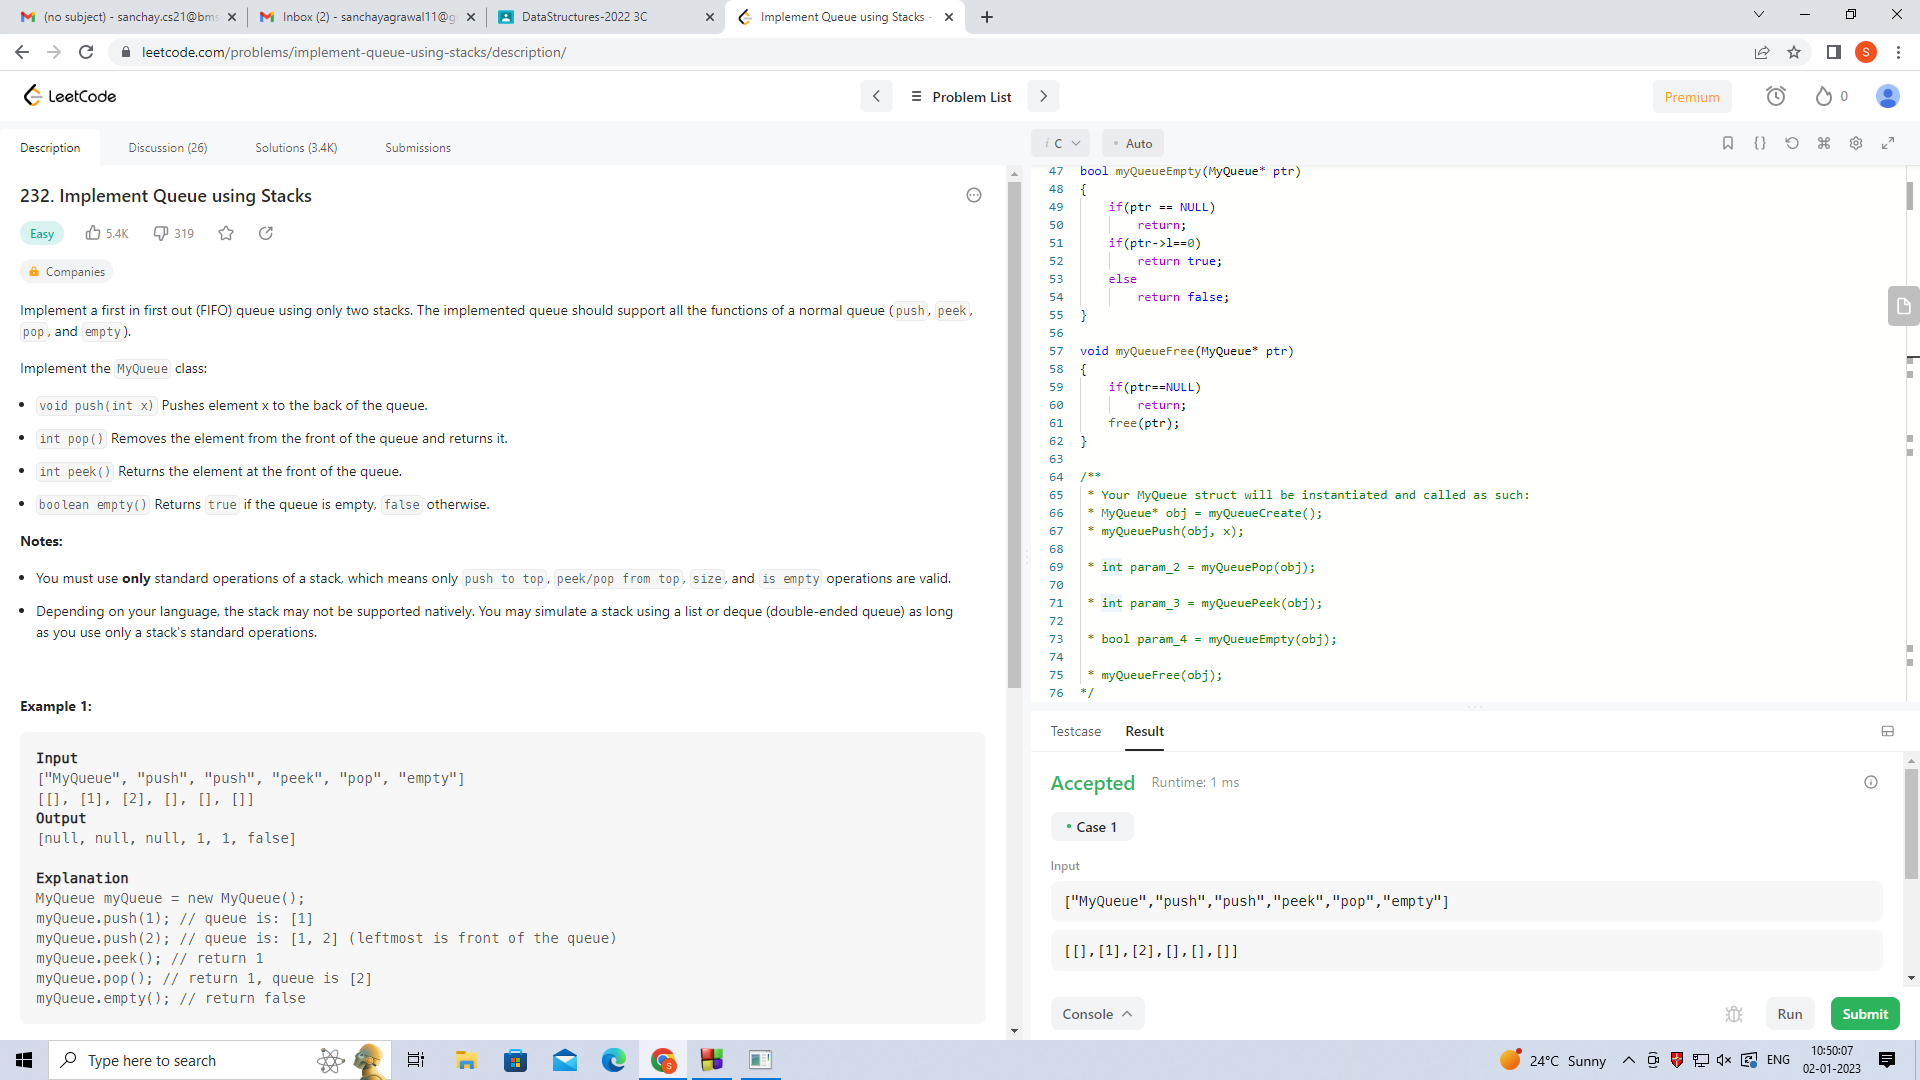 (no subject) - sanchay.cs21@bms
Inbox (2) - sanchayagrawal11@g
DataStructures-2022 3C
Implement Queue using Stacks -
leetcode.com/problems/implement-queue-using-stacks/description/
S
LeetCode
Problem List
Premium
0
Description
Discussion (26)
Solutions (3.4K)
Submissions
i C
• Auto
232. Implement Queue using Stacks
Easy
5.4K
319
Companies
Implement a first in first out (FIFO) queue using only two stacks. The implemented queue should support all the functions of a normal queue (push, peek,
pop, and empty).
Implement the MyQueue class:
• void push(int x) Pushes element x to the back of the queue.
• int pop() Removes the element from the front of the queue and returns it.
• int peek() Returns the element at the front of the queue.
• boolean empty() Returns true if the queue is empty, false otherwise.
Notes:
• You must use only standard operations of a stack, which means only push to top, peek/pop from top, size, and is empty operations are valid.
• Depending on your language, the stack may not be supported natively. You may simulate a stack using a list or deque (double-ended queue) as long
as you use only a stack's standard operations.
Example 1:
Input
["MyQueue", "push", "push", "peek", "pop", "empty"]
[[], [1], [2], [], [], []]
Output
[null, null, null, 1, 1, false]
Explanation
MyQueue myQueue = new MyQueue();
myQueue.push(1); // queue is: [1]
myQueue.push(2); // queue is: [1, 2] (leftmost is front of the queue)
myQueue.peek(); // return 1
myQueue.pop(); // return 1, queue is [2]
myQueue.empty(); // return false
47 bool myQueueEmpty(MyQueue* ptr)
48 {
49 if(ptr == NULL)
50 return;
51 if(ptr->l==0)
52 return true;
53 else
54 return false;
55 }
56
57 void myQueueFree(MyQueue* ptr)
58 {
59 if(ptr==NULL)
60 return;
61 free(ptr);
62 }
63
64 /**
65 * Your MyQueue struct will be instantiated and called as such:
66 * MyQueue* obj = myQueueCreate();
67 * myQueuePush(obj, x);
68
69 * int param_2 = myQueuePop(obj);
70
71 * int param_3 = myQueuePeek(obj);
72
73 * bool param_4 = myQueueEmpty(obj);
74
75 * myQueueFree(obj);
76 */
Testcase
Result
Accepted
Runtime: 1 ms
• Case 1
Input
["MyQueue","push","push","peek","pop","empty"]
[[],[1],[2],[],[],[]]
Console
Run
Submit
Type here to search
S
24°C Sunny
ENG
10:50:07
02-01-2023